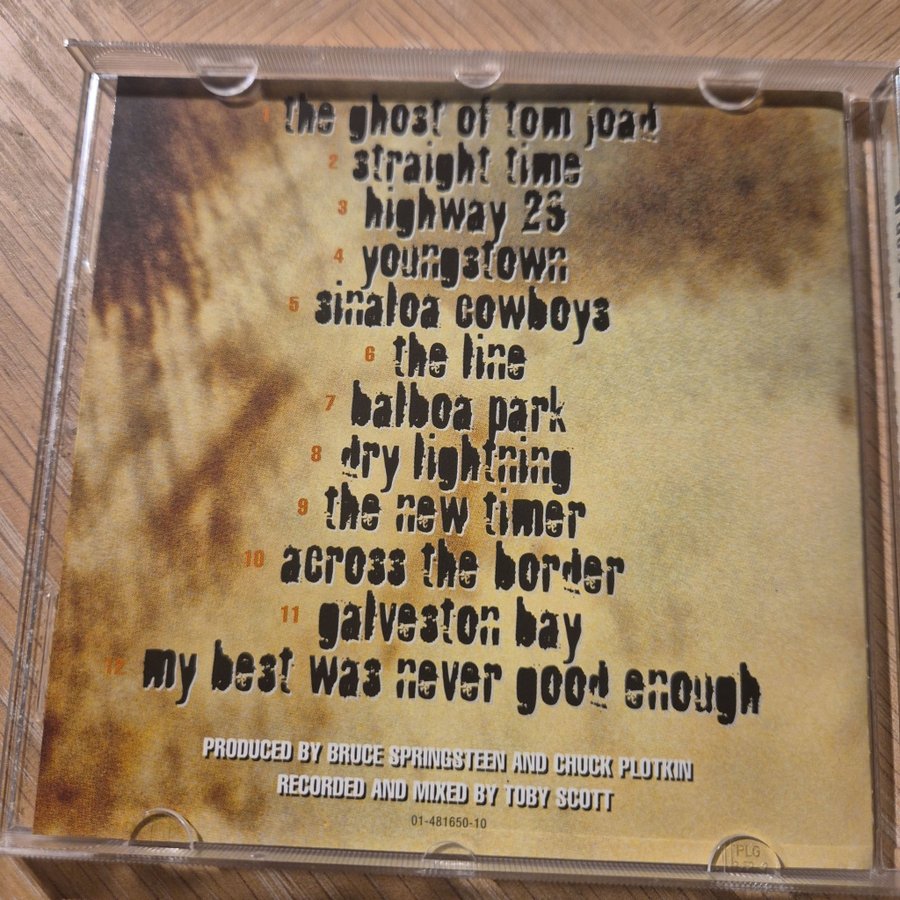 1 the ghost of tom joad
2 straight time
3 highway 29
4 youngstown
5 sinaloa cowboys
6 the line
7 balboa park
8 dry lightning
9 the new timer
10 across the border
11 galveston bay
12 my best was never good enough
PRODUCED BY BRUCE SPRINGSTEEN AND CHUCK PLOTKIN
RECORDED AND MIXED BY TOBY SCOTT
01-481650-10
PLG